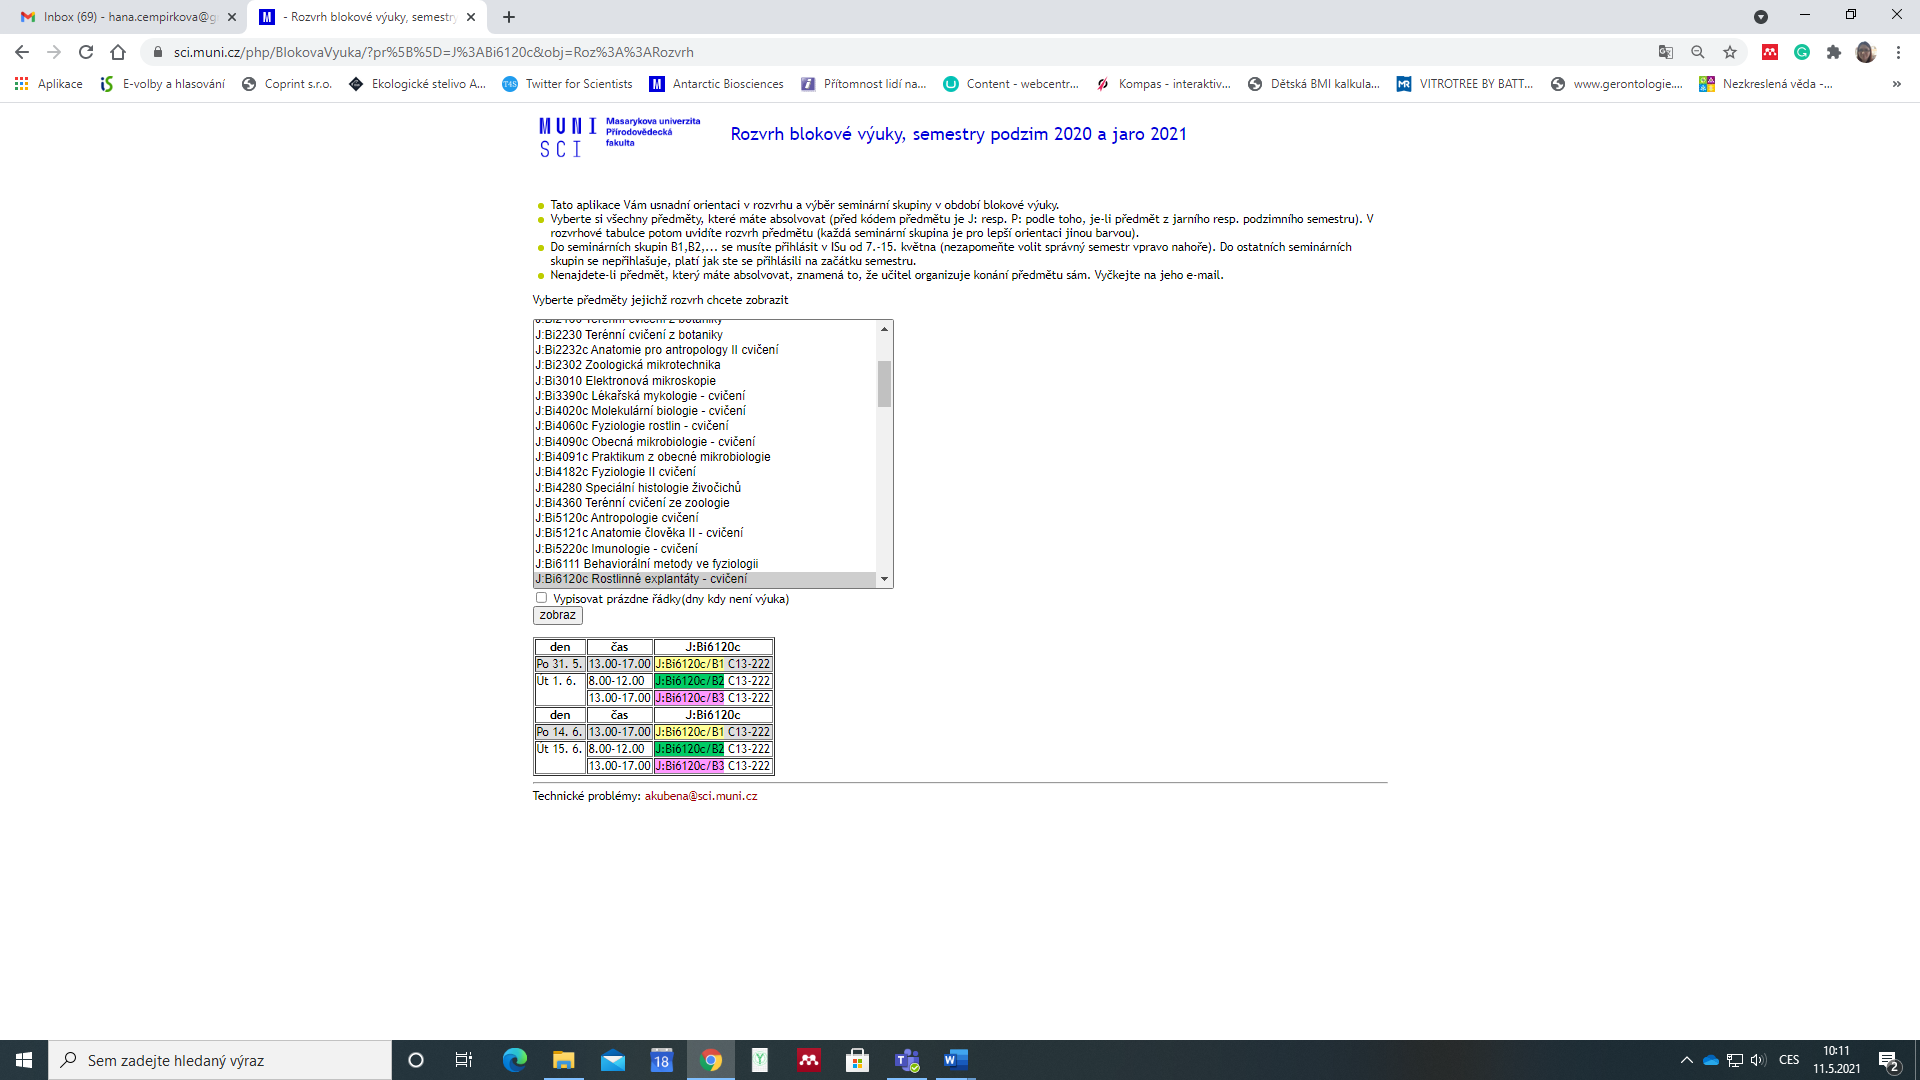 Inbox (69) - hana.cempirkova@g
- Rozvrh blokové výuky, semestry
sci.muni.cz/php/BlokovaVyuka/?pr%5B%5D=J%3ABi6120c&obj=Roz%3A%3ARozvrh
Aplikace
E-volby a hlasování
Coprint s.r.o.
Ekologické stelivo A...
Twitter for Scientists
Antarctic Biosciences
Přítomnost lidí na...
Content - webcentr...
Kompas - interaktiv...
Dětská BMI kalkula...
VITROTREE BY BATT...
www.gerontologie....
Nezkreslená věda -...
MUNI
SCI
Masarykova univerzita
Přírodovědecká
fakulta
Rozvrh blokové výuky, semestry podzim 2020 a jaro 2021
Tato aplikace Vám usnadní orientaci v rozvrhu a výběr seminární skupiny v období blokové výuky.
Vyberte si všechny předměty, které máte absolvovat (před kódem předmětu je J: resp. P: podle toho, je-li předmět z jarního resp. podzimního semestru). V
rozvrhové tabulce potom uvidíte rozvrh předmětu (každá seminární skupina je pro lepší orientaci jinou barvou).
Do seminárních skupin B1,B2,... se musíte přihlásit v ISu od 7.-15. května (nezapomeňte volit správný semestr vpravo nahoře). Do ostatních seminárních
skupin se nepřihlašuje, platí jak ste se přihlásili na začátku semestru.
Nenajdete-li předmět, který máte absolvovat, znamená to, že učitel organizuje konání předmětu sám. Vyčkejte na jeho e-mail.
Vyberte předměty jejichž rozvrh chcete zobrazit
J:Bi2230 Terénní cvičení z botaniky
J:Bi2232c Anatomie pro antropology II cvičení
J:Bi2302 Zoologická mikrotechnika
J:Bi3010 Elektronová mikroskopie
J:Bi3390c Lékařská mykologie - cvičení
J:Bi4020c Molekulární biologie - cvičení
J:Bi4060c Fyziologie rostlin - cvičení
J:Bi4090c Obecná mikrobiologie - cvičení
J:Bi4091c Praktikum z obecné mikrobiologie
J:Bi4182c Fyziologie II cvičení
J:Bi4280 Speciální histologie živočichů
J:Bi4360 Terénní cvičení ze zoologie
J:Bi5120c Antropologie cvičení
J:Bi5121c Anatomie člověka II - cvičení
J:Bi5220c Imunologie - cvičení
J:Bi6111 Behaviorální metody ve fyziologii
J:Bi6120c Rostlinné explantáty - cvičení
Vypisovat prázdne řádky(dny kdy není výuka)
zobraz
den čas J:Bi6120c
Po 31. 5. 13.00-17.00 J:Bi6120c/B1 C13-222
Út 1. 6. 8.00-12.00 J:Bi6120c/B2 C13-222
13.00-17.00 J:Bi6120c/B3 C13-222
den čas J:Bi6120c
Po 14. 6. 13.00-17.00 J:Bi6120c/B1 C13-222
Út 15. 6. 8.00-12.00 J:Bi6120c/B2 C13-222
13.00-17.00 J:Bi6120c/B3 C13-222
Technické problémy: akubena@sci.muni.cz
Sem zadejte hledaný výraz
18
CES
10:11
11.5.2021
2